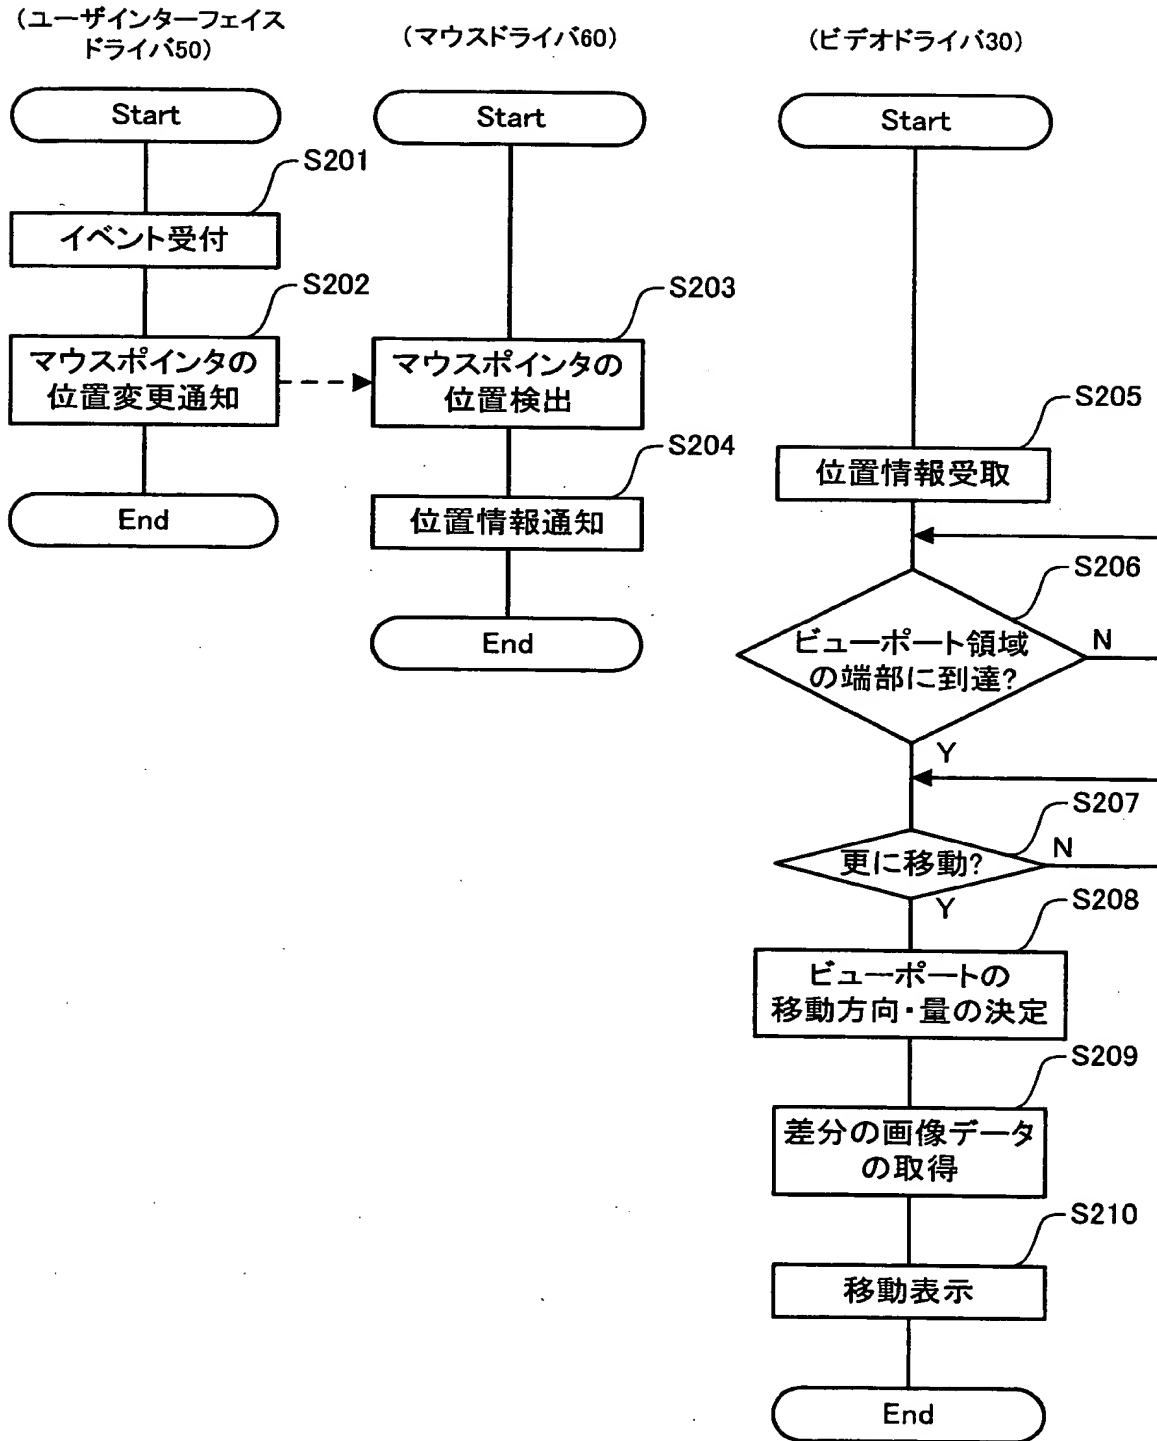 (ユーザインターフェイス
ドライバ50)
Start
S201
イベント受付
S202
マウスポインタの
位置変更通知
End
(マウスドライバ60)
Start
S203
マウスポインタの
位置検出
S204
位置情報通知
End
(ビデオドライバ30)
Start
S205
位置情報受取
S206
ビューポート領域
の端部に到達?
N
Y
S207
更に移動?
N
Y
S208
ビューポートの
移動方向・量の決定
S209
差分の画像データ
の取得
S210
移動表示
End